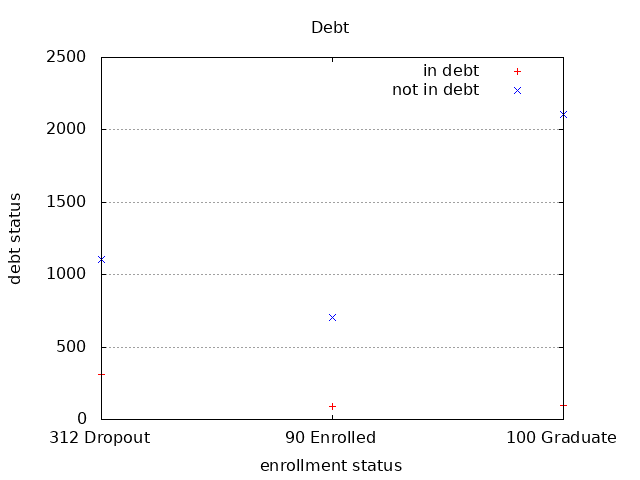 Debt
2500
in debt
not in debt
2000
1500
debt status
1000
500
0
312 Dropout
90 Enrolled
100 Graduate
enrollment status